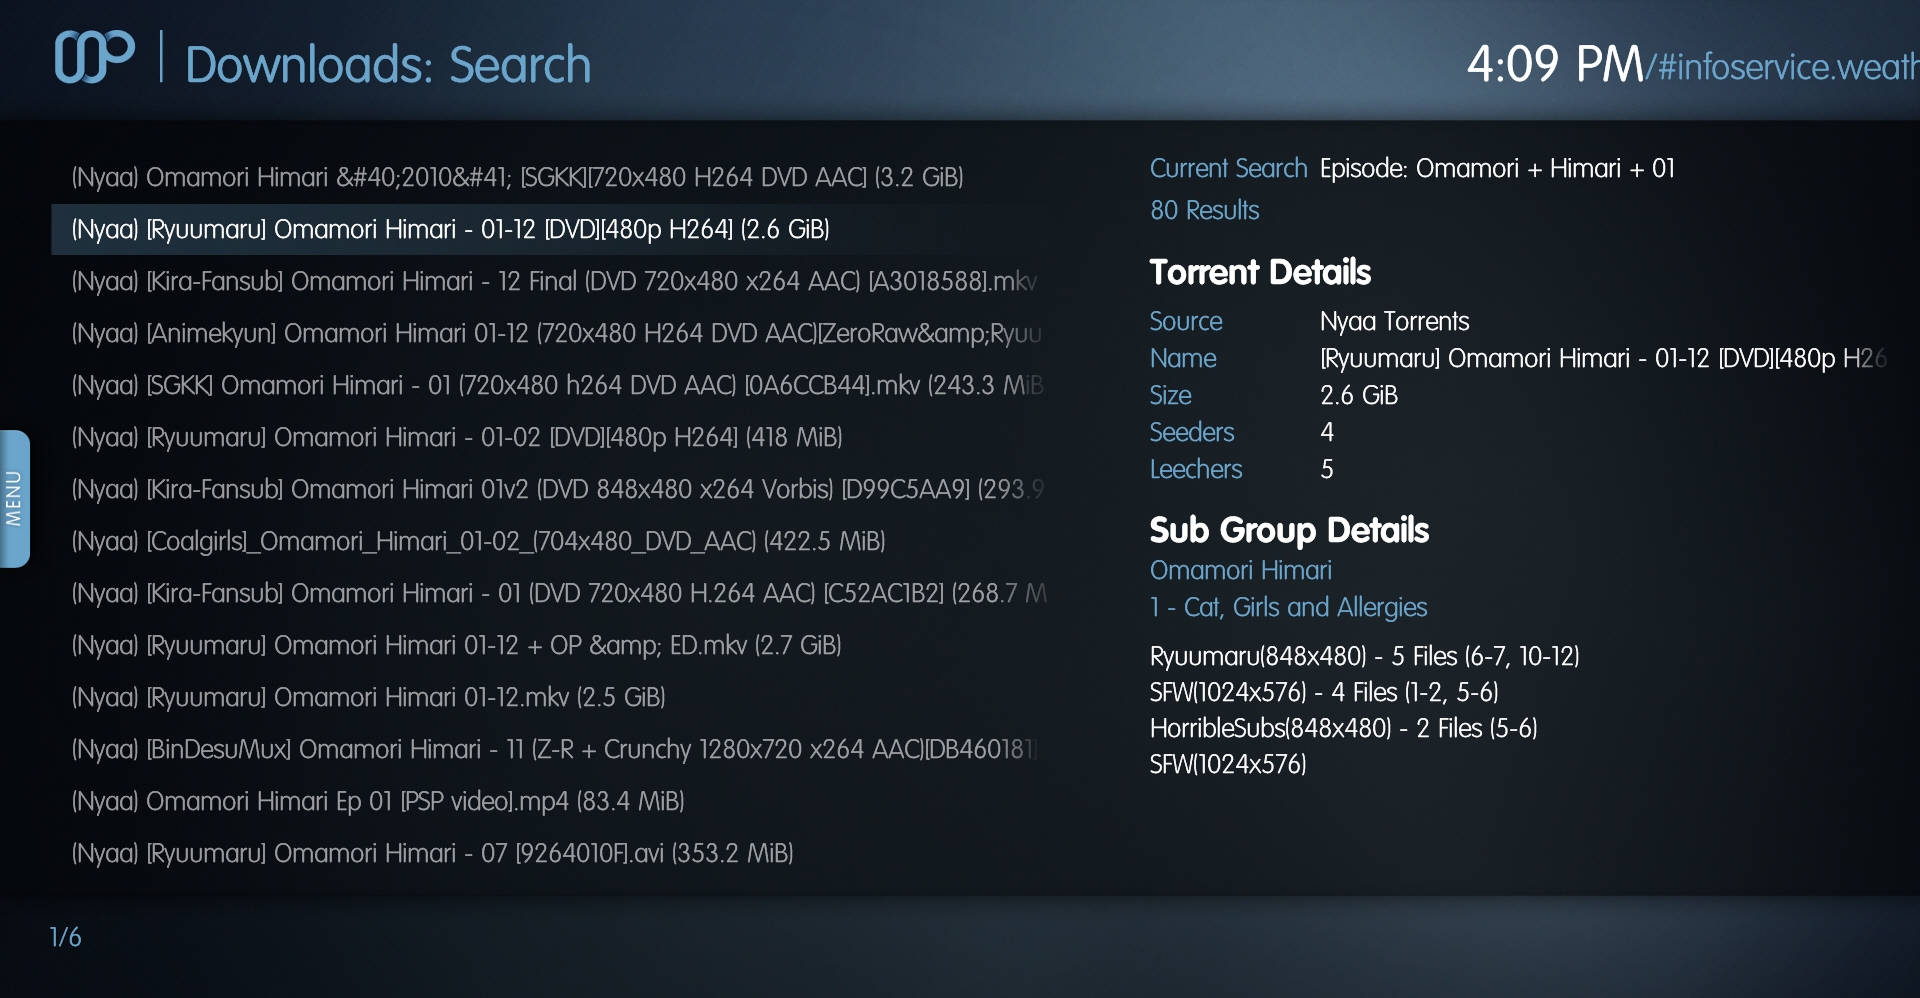 Downloads: Search
4:09 PM/#infoservice.weath
(Nyaa) Omamori Himari &#40;2010&#41; [SGKK][720x480 H264 DVD AAC] (3.2 GiB)
(Nyaa) [Ryuumaru] Omamori Himari - 01-12 [DVD][480p H264] (2.6 GiB)
(Nyaa) [Kira-Fansub] Omamori Himari - 12 Final (DVD 720x480 x264 AAC) [A3018588].mkv
(Nyaa) [Animekyun] Omamori Himari 01-12 (720x480 H264 DVD AAC)[ZeroRaw&amp;Ryuu
(Nyaa) [SGKK] Omamori Himari - 01 (720x480 h264 DVD AAC) [0A6CCB44].mkv (243.3 MiB
(Nyaa) [Ryuumaru] Omamori Himari - 01-02 [DVD][480p H264] (418 MiB)
(Nyaa) [Kira-Fansub] Omamori Himari 01v2 (DVD 848x480 x264 Vorbis) [D99C5AA9] (293.9
(Nyaa) [Coalgirls]_Omamori_Himari_01-02_(704x480_DVD_AAC) (422.5 MiB)
(Nyaa) [Kira-Fansub] Omamori Himari - 01 (DVD 720x480 H.264 AAC) [C52AC1B2] (268.7 M
(Nyaa) [Ryuumaru] Omamori Himari 01-12 + OP &amp; ED.mkv (2.7 GiB)
(Nyaa) [Ryuumaru] Omamori Himari 01-12.mkv (2.5 GiB)
(Nyaa) [BinDesuMux] Omamori Himari - 11 (Z-R + Crunchy 1280x720 x264 AAC)[DB460181]
(Nyaa) Omamori Himari Ep 01 [PSP video].mp4 (83.4 MiB)
(Nyaa) [Ryuumaru] Omamori Himari - 07 [9264010F].avi (353.2 MiB)
MENU
1/6
Current Search Episode: Omamori + Himari + 01
80 Results
Torrent Details
Source Nyaa Torrents
Name [Ryuumaru] Omamori Himari - 01-12 [DVD][480p H26
Size 2.6 GiB
Seeders 4
Leechers 5
Sub Group Details
Omamori Himari
1 - Cat, Girls and Allergies
Ryuumaru(848x480) - 5 Files (6-7, 10-12)
SFW(1024x576) - 4 Files (1-2, 5-6)
HorribleSubs(848x480) - 2 Files (5-6)
SFW(1024x576)